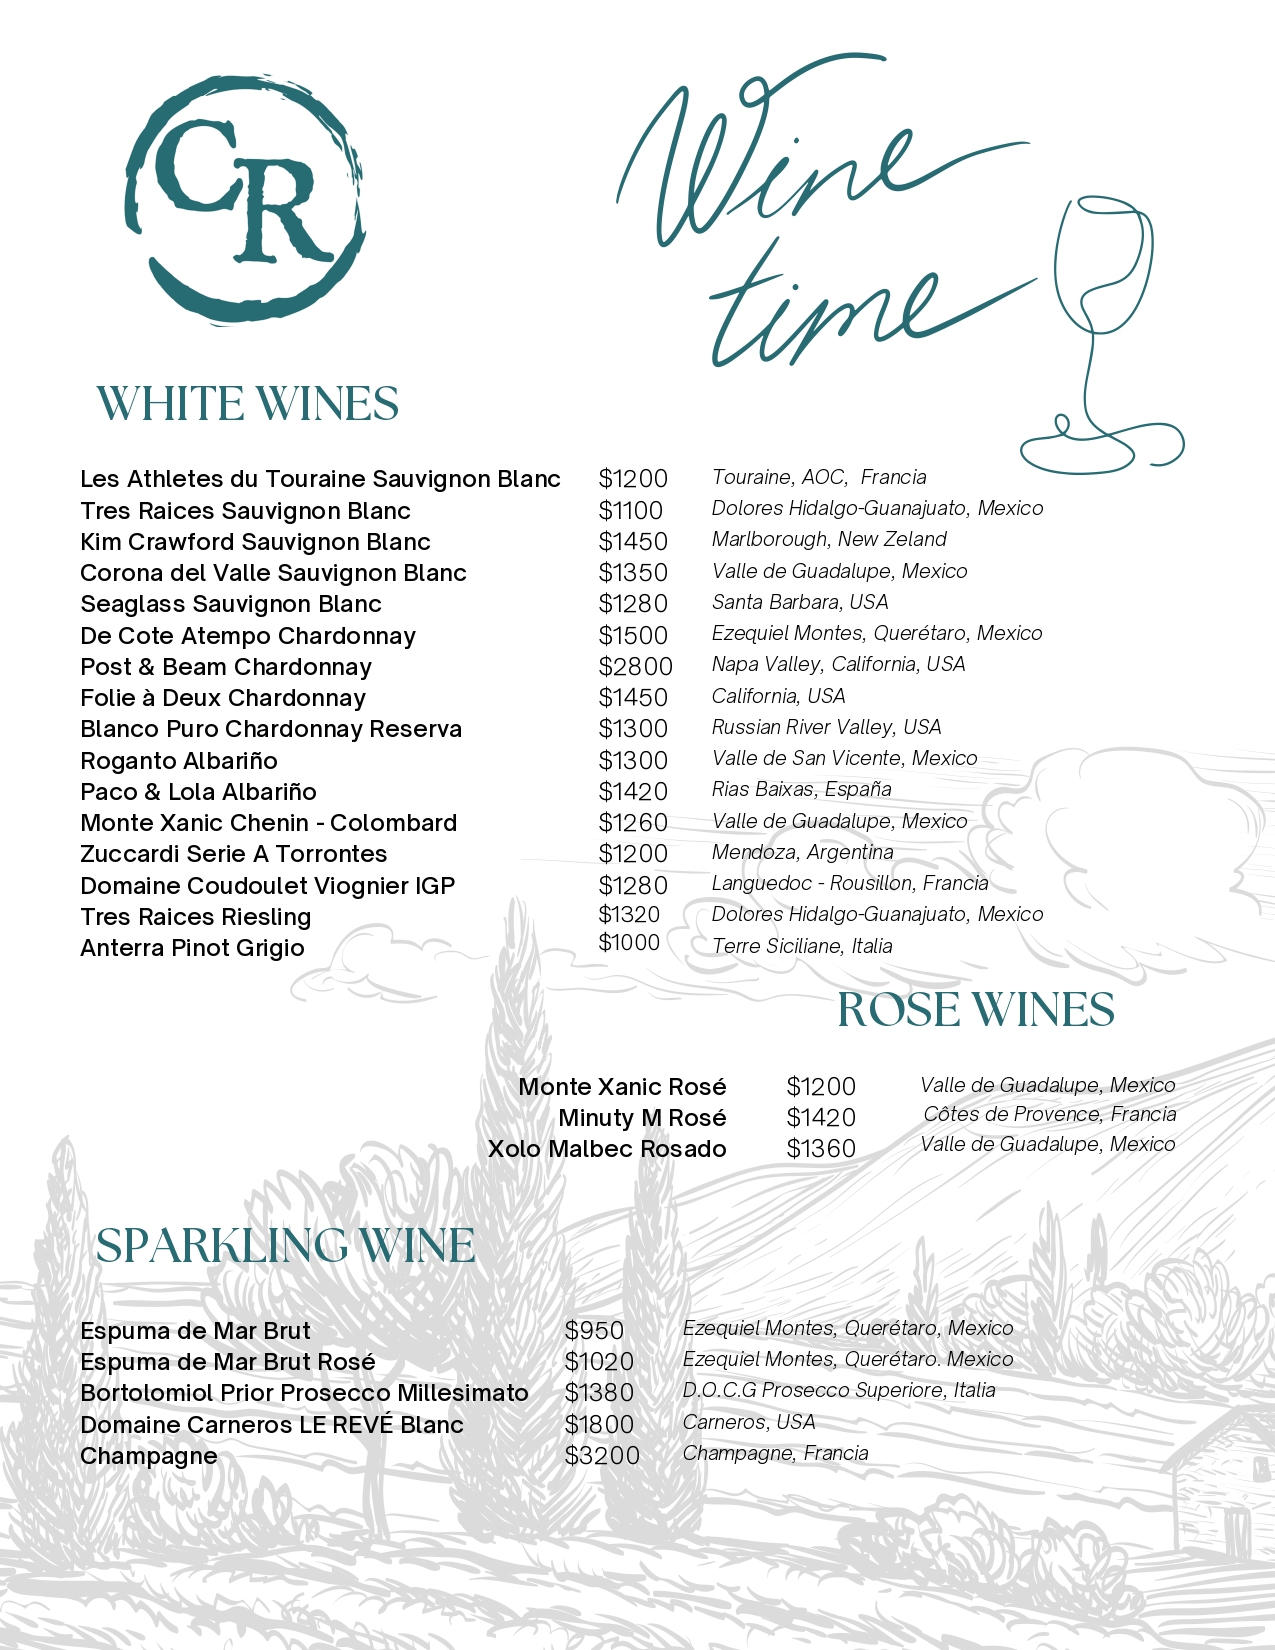 CR
Wine
time
WHITE WINES
Les Athletes du Touraine Sauvignon Blanc $1200 Touraine, AOC, Francia
Tres Raices Sauvignon Blanc $1100 Dolores Hidalgo-Guanajuato, Mexico
Kim Crawford Sauvignon Blanc $1450 Marlborough, New Zeland
Corona del Valle Sauvignon Blanc $1350 Valle de Guadalupe, Mexico
Seaglass Sauvignon Blanc $1280 Santa Barbara, USA
De Cote Atempo Chardonnay $1500 Ezequiel Montes, Querétaro, Mexico
Post & Beam Chardonnay $2800 Napa Valley, California, USA
Folie à Deux Chardonnay $1450 California, USA
Blanco Puro Chardonnay Reserva $1300 Russian River Valley, USA
Roganto Albariño $1300 Valle de San Vicente, Mexico
Paco & Lola Albariño $1420 Rias Baixas, España
Monte Xanic Chenin - Colombard $1260 Valle de Guadalupe, Mexico
Zuccardi Serie A Torrontes $1200 Mendoza, Argentina
Domaine Coudoulet Viognier IGP $1280 Languedoc - Rousillon, Francia
Tres Raices Riesling $1320 Dolores Hidalgo-Guanajuato, Mexico
Anterra Pinot Grigio $1000 Terre Siciliane, Italia
ROSE WINES
Monte Xanic Rosé $1200 Valle de Guadalupe, Mexico
Minuty M Rosé $1420 Côtes de Provence, Francia
Xolo Malbec Rosado $1360 Valle de Guadalupe, Mexico
SPARKLING WINE
Espuma de Mar Brut $950 Ezequiel Montes, Querétaro, Mexico
Espuma de Mar Brut Rosé $1020 Ezequiel Montes, Querétaro. Mexico
Bortolomiol Prior Prosecco Millesimato $1380 D.O.C.G Prosecco Superiore, Italia
Domaine Carneros LE REVÉ Blanc $1800 Carneros, USA
Champagne $3200 Champagne, Francia